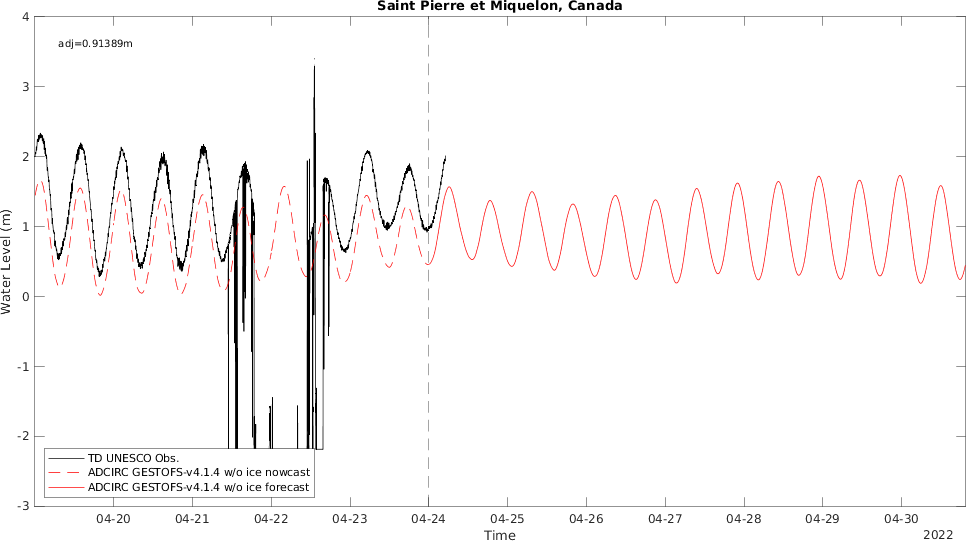 Saint Pierre et Miquelon, Canada
adj=0.91389m
4
3
2
1
0
-1
-2
-3
Water Level (m)
TD UNESCO Obs.
ADCIRC GESTOFS-v4.1.4 w/o ice nowcast
ADCIRC GESTOFS-v4.1.4 w/o ice forecast
04-20 04-21 04-22 04-23 04-24 04-25 04-26 04-27 04-28 04-29 04-30
Time
2022